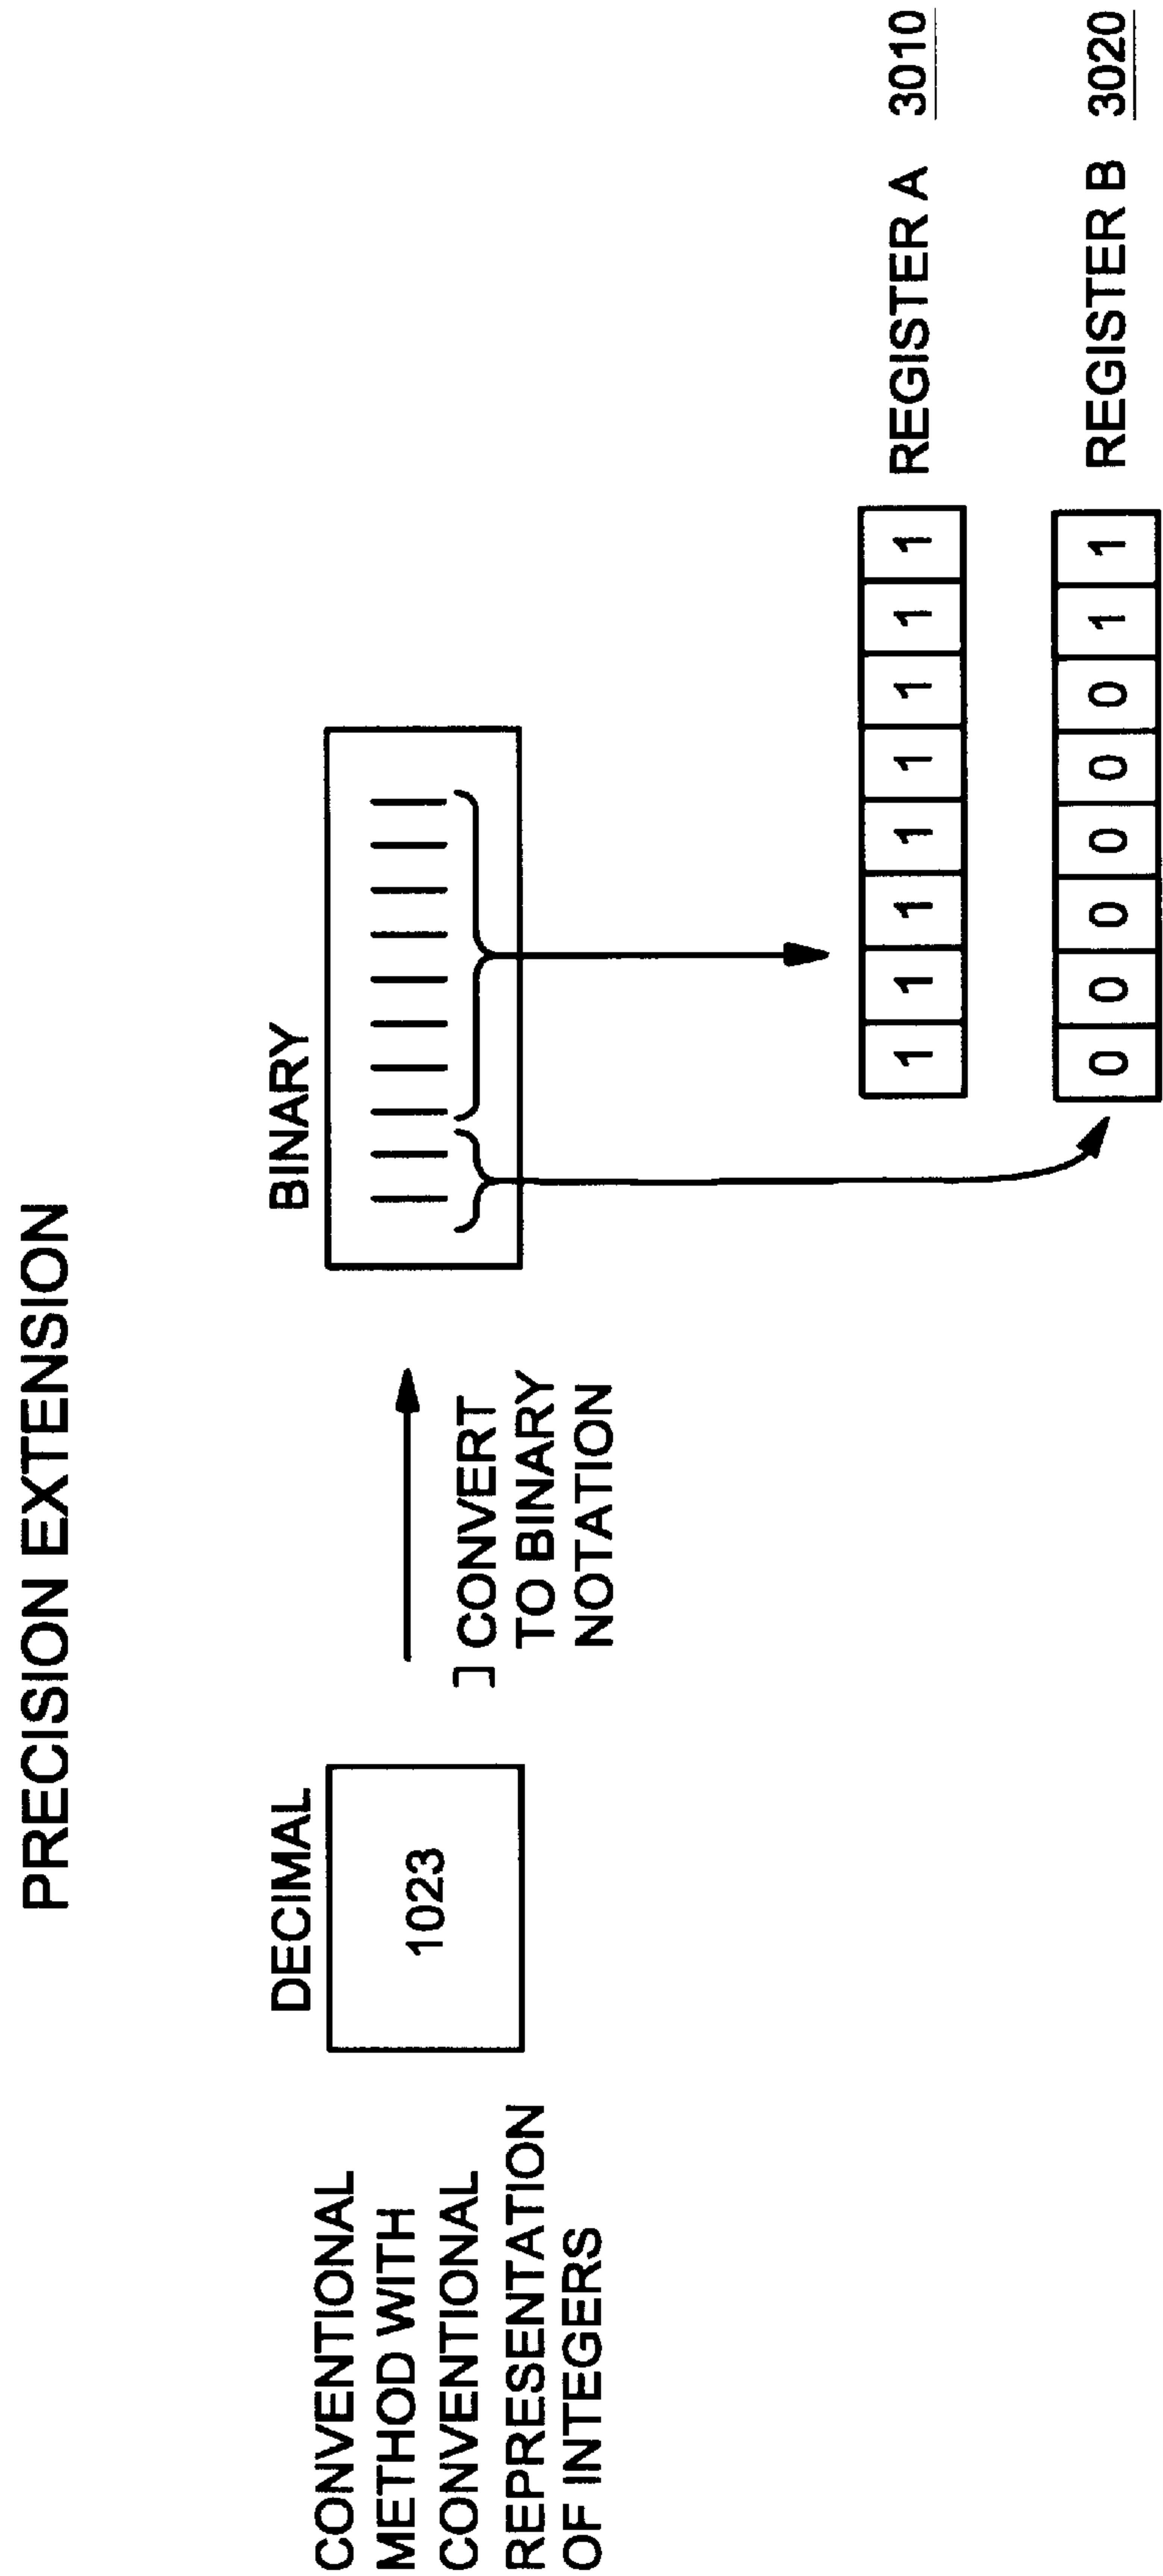 PRECISION EXTENSION
CONVENTIONAL
METHOD WITH
CONVENTIONAL
REPRESENTATION
OF INTEGERS
DECIMAL
1023
] CONVERT
TO BINARY
NOTATION
BINARY
| | | | | | | | | |
1 1 1 1 1 1 1 1 REGISTER A 3010
0 0 0 0 0 0 1 1 REGISTER B 3020